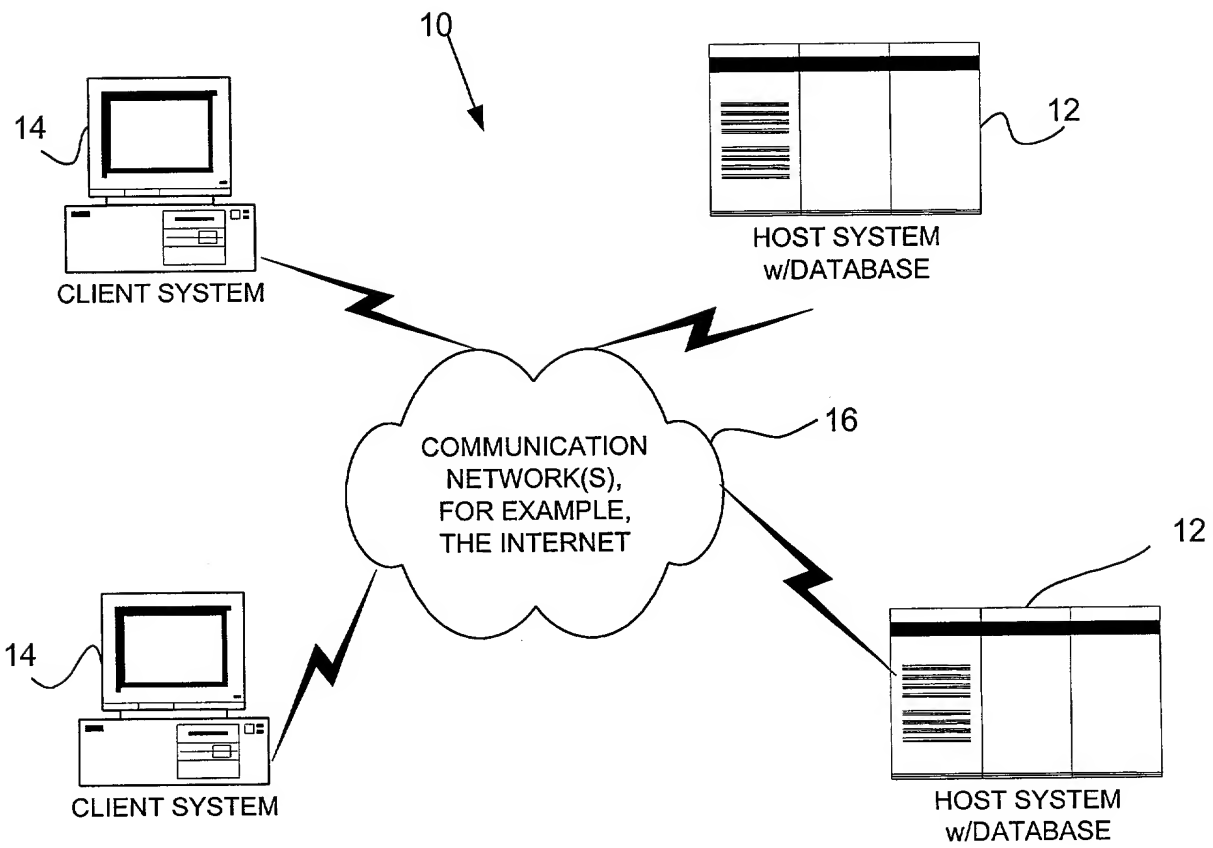 10
14
12
HOST SYSTEM
w/DATABASE
CLIENT SYSTEM
16
COMMUNICATION
NETWORK(S),
FOR EXAMPLE,
THE INTERNET
12
14
CLIENT SYSTEM
HOST SYSTEM
w/DATABASE